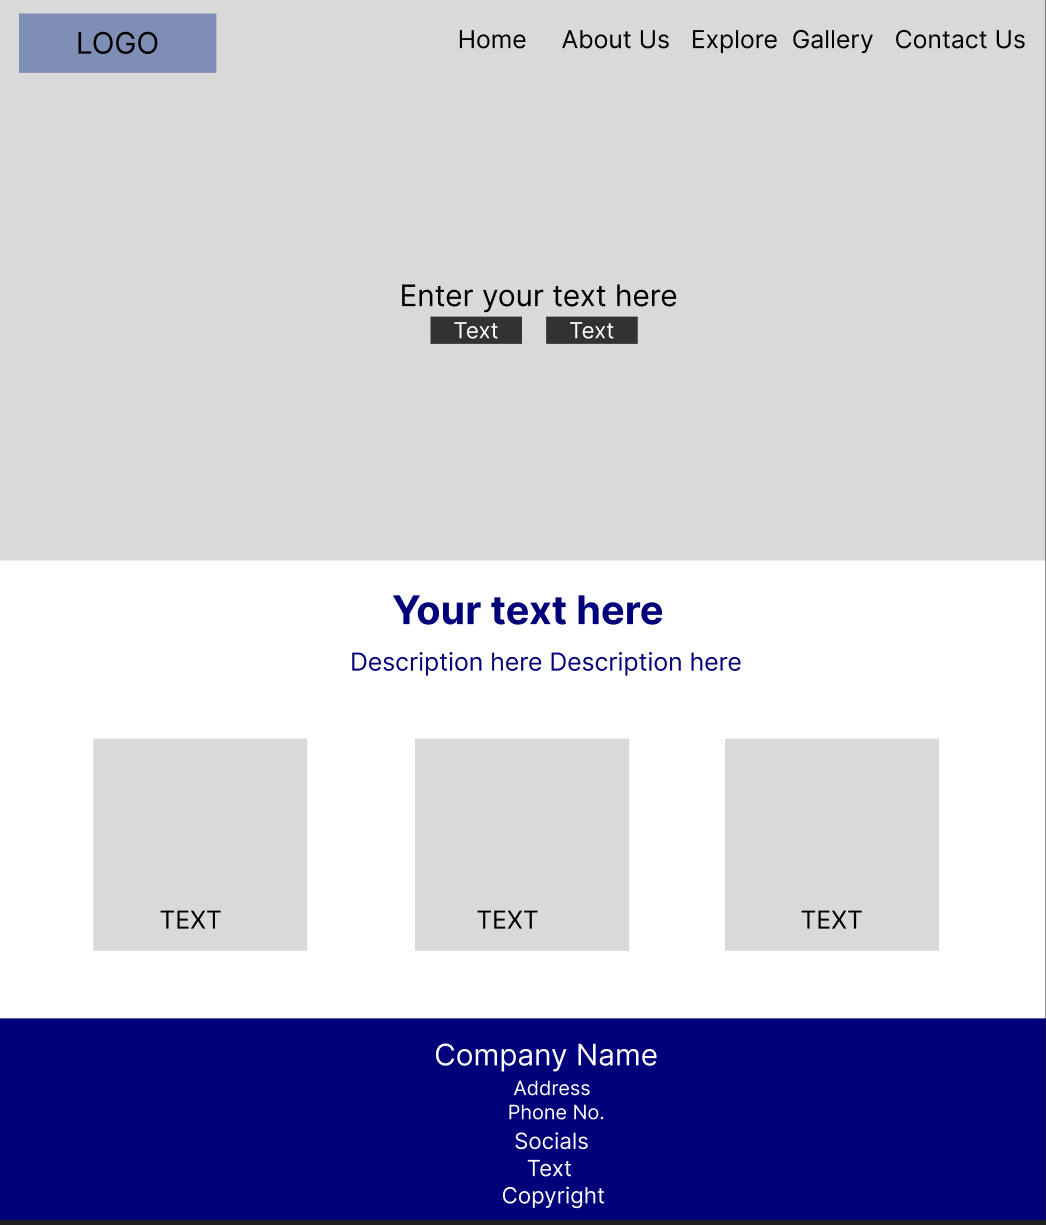 LOGO
Home About Us Explore Gallery Contact Us
Enter your text here
Text Text
Your text here
Description here Description here
TEXT TEXT TEXT
Company Name
Address
Phone No.
Socials
Text
Copyright